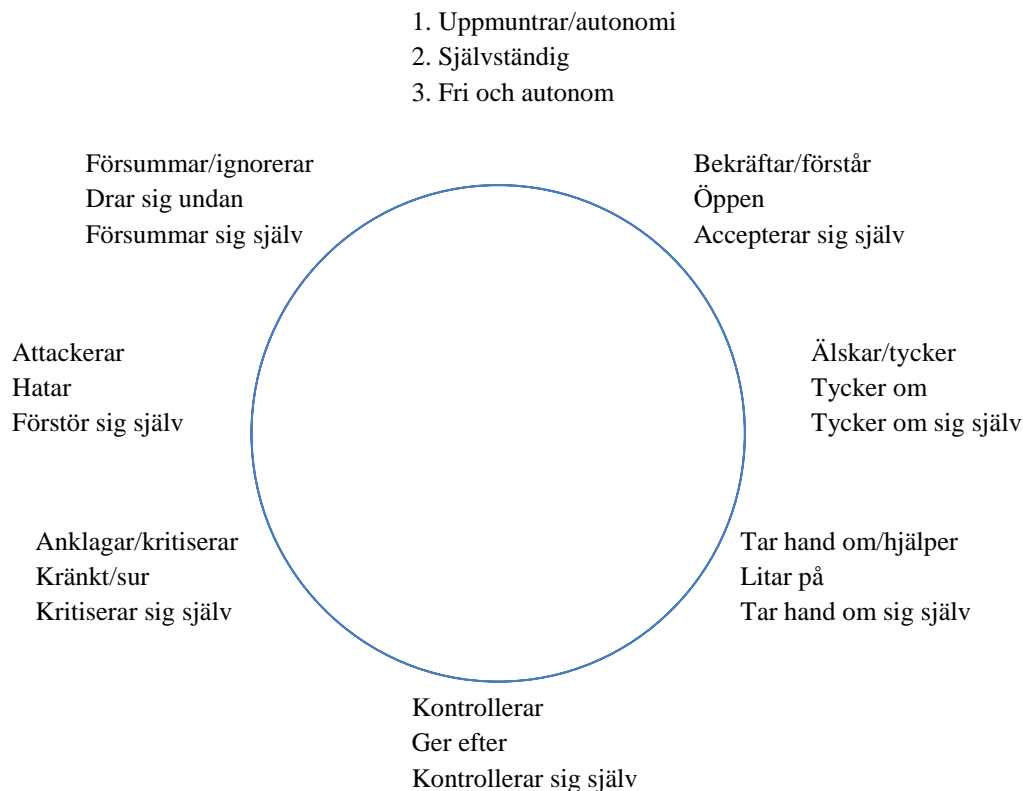 1. Uppmuntrar/autonomi
2. Självständig
3. Fri och autonom
Försummar/ignorerar
Drar sig undan
Försummar sig själv
Bekräftar/förstår
Öppen
Accepterar sig själv
Attackerar
Hatar
Förstör sig själv
Älskar/tycker
Tycker om
Tycker om sig själv
Anklagar/kritiserar
Kränkt/sur
Kritiserar sig själv
Tar hand om/hjälper
Litar på
Tar hand om sig själv
Kontrollerar
Ger efter
Kontrollerar sig själv